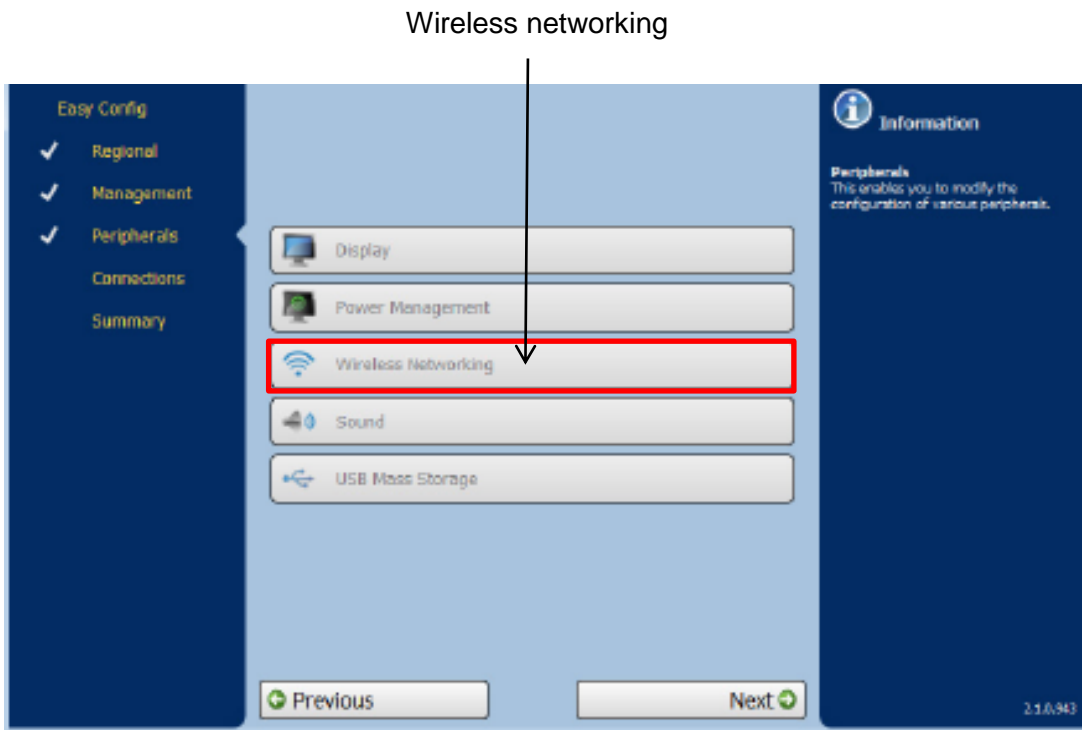 Wireless networking
Easy Config
Regional
Management
Peripherals
Connections
Summary
Display
Power Management
Wireless Networking
Sound
USB Mass Storage
Previous
Next
Information
Peripherals
This enables you to modify the
configuration of various peripherals.
2.1.0.943